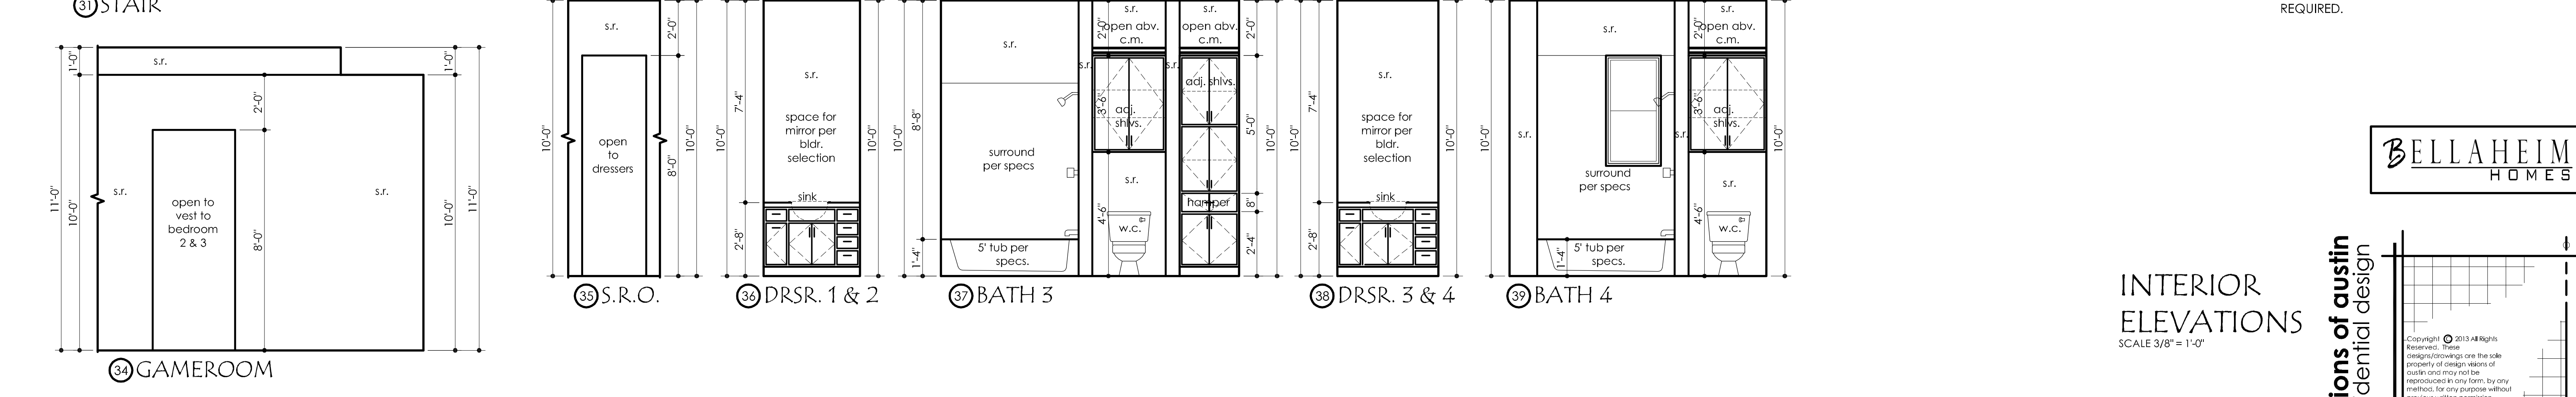 31 STAIR
REQUIRED.
1'-0"
s.r.
1'-0"
2'-0"
11'-0"
10'-0"
s.r.
open to
vest to
bedroom
2 & 3
8'-0"
s.r.
10'-0"
11'-0"
34 GAMEROOM
s.r.
2'-0"
10'-0"
open
to
dressers
8'-0"
10'-0"
35 S.R.O.
10'-0"
7'-4"
2'-8"
s.r.
space for
mirror per
bldr.
selection
sink
10'-0"
36 DRSR. 1 & 2
10'-0"
8'-8"
1'-4"
s.r.
surround
per specs
5' tub per
specs.
s.r.
s.r.
open abv.
c.m.
2'-0"
3'-6"
adj.
shlvs.
s.r.
4'-6"
w.c.
s.r.
s.r.
open abv.
c.m.
adj. shlvs.
hamper
2'-0"
5'-0"
8"
2'-4"
10'-0"
37 BATH 3
10'-0"
7'-4"
2'-8"
s.r.
space for
mirror per
bldr.
selection
sink
10'-0"
38 DRSR. 3 & 4
10'-0"
s.r.
s.r.
surround
per specs
1'-4"
5' tub per
specs.
s.r.
s.r.
open abv.
c.m.
2'-0"
3'-6"
adj.
shlvs.
s.r.
4'-6"
w.c.
10'-0"
39 BATH 4
INTERIOR
ELEVATIONS
SCALE 3/8" = 1'-0"
BELLAHEIM
HOMES
ions of austin
dential design
Copyright © 2013 All Rights
Reserved. These
designs/drawings are the sole
property of design visions of
austin and may not be
reproduced in any form, by any
method, for any purpose without